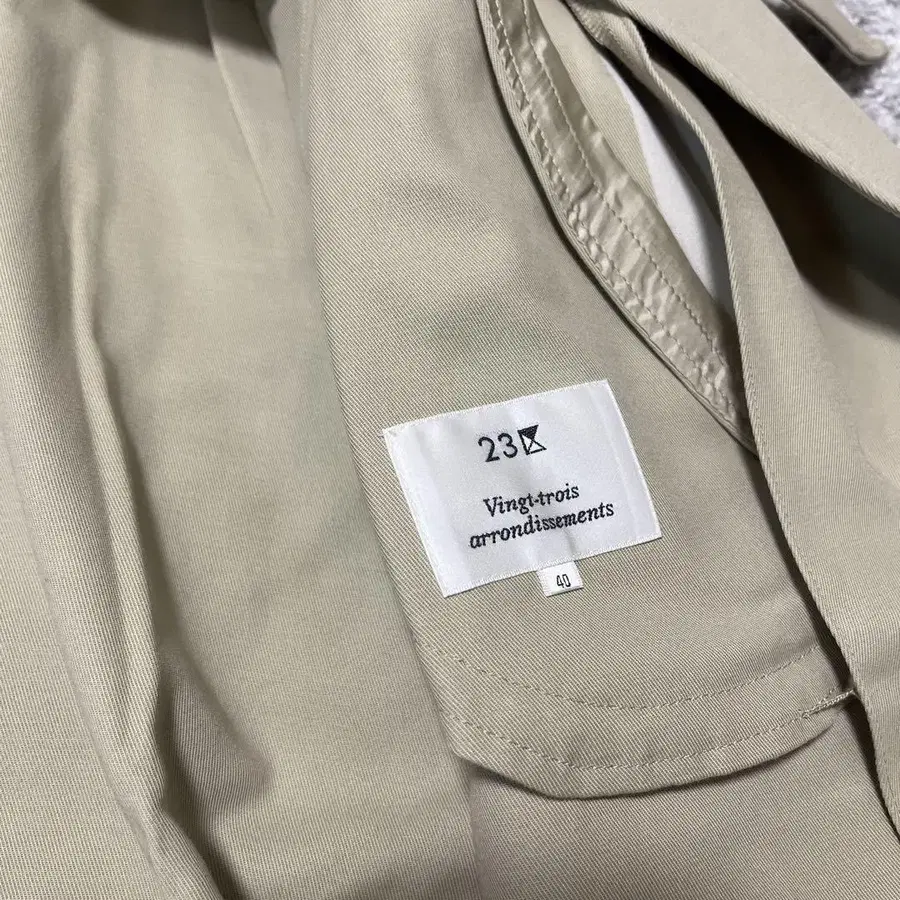 23区
Vingt-trois
arrondissements
40